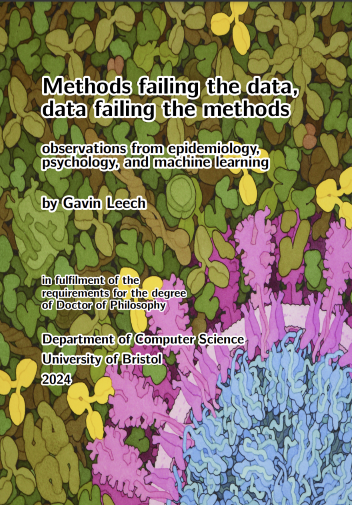 Methods failing the data,
data failing the methods
observations from epidemiology,
psychology, and machine learning
by Gavin Leech
in fulfilment of the
requirements for the degree
of Doctor of Philosophy
Department of Computer Science
University of Bristol
2024